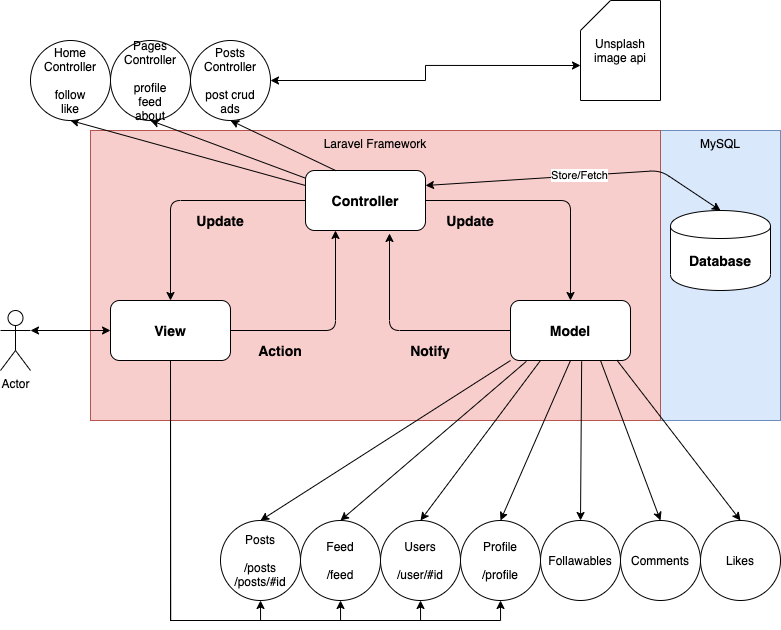 Home
Controller
follow
like
Pages
Controller
profile
feed
about
Posts
Controller
post crud
ads
Unsplash
image api
Laravel Framework
MySQL
Controller
Store/Fetch
Update
Update
Database
View
Action
Notify
Model
Actor
Posts
/posts
/posts/#id
Feed
/feed
Users
/user/#id
Profile
/profile
Follawables
Comments
Likes